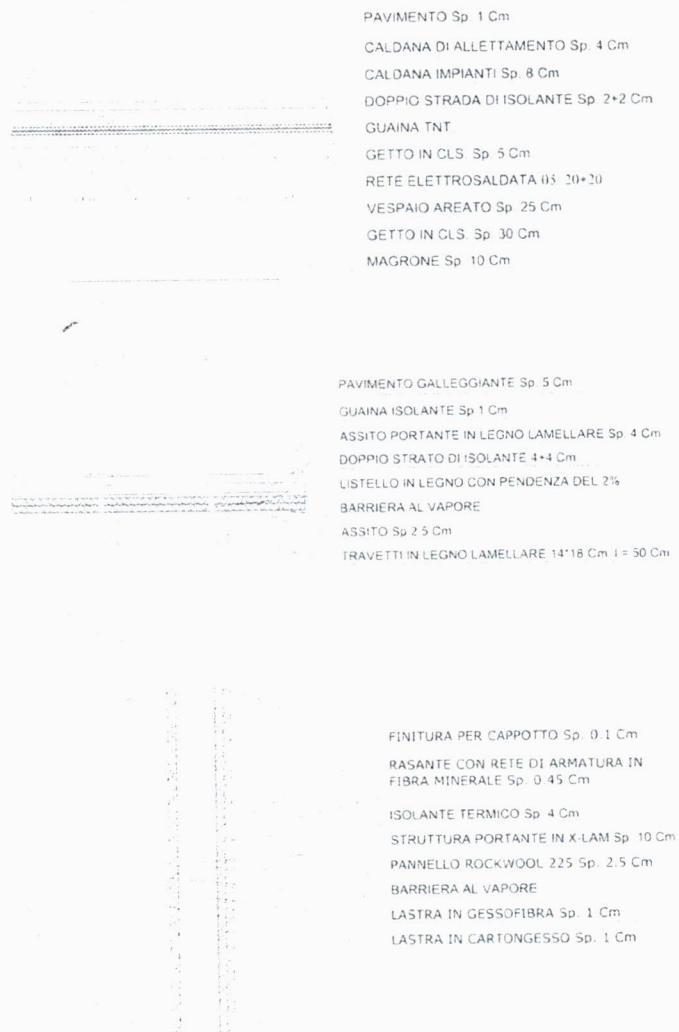 PAVIMENTO Sp. 1 Cm
CALDANA DI ALLETTAMENTO Sp. 4 Cm
CALDANA IMPIANTI Sp. 8 Cm
DOPPIO STRADA DI ISOLANTE Sp. 2+2 Cm
GUAINA TNT
GETTO IN CLS. Sp. 5 Cm
RETE ELETTROSALDATA 05 20*20
VESPAIO AREATO Sp. 25 Cm
GETTO IN CLS. Sp. 30 Cm
MAGRONE Sp. 10 Cm
PAVIMENTO GALLEGGIANTE Sp. 5 Cm
GUAINA ISOLANTE Sp 1 Cm
ASSITO PORTANTE IN LEGNO LAMELLARE Sp. 4 Cm
DOPPIO STRATO DI ISOLANTE 4+4 Cm
LISTELLO IN LEGNO CON PENDENZA DEL 2%
BARRIERA AL VAPORE
ASSITO Sp 2.5 Cm
TRAVETTI IN LEGNO LAMELLARE 14*18 Cm I = 50 Cm
FINITURA PER CAPPOTTO Sp. 0.1 Cm
RASANTE CON RETE DI ARMATURA IN
FIBRA MINERALE Sp. 0.45 Cm
ISOLANTE TERMICO Sp. 4 Cm
STRUTTURA PORTANTE IN X-LAM Sp. 10 Cm
PANNELLO ROCKWOOL 225 Sp. 2.5 Cm
BARRIERA AL VAPORE
LASTRA IN GESSOFIBRA Sp. 1 Cm
LASTRA IN CARTONGESSO Sp. 1 Cm